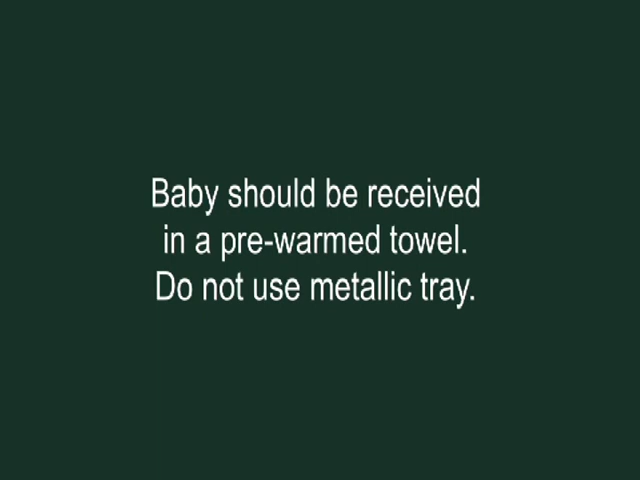 Baby should be received
in a pre-warmed towel.
Do not use metallic tray.